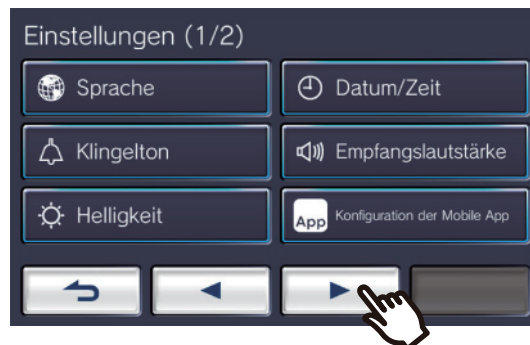 Einstellungen (1/2)
Sprache
Datum/Zeit
Klingelton
Empfangslautstärke
Helligkeit
App Konfiguration der Mobile App